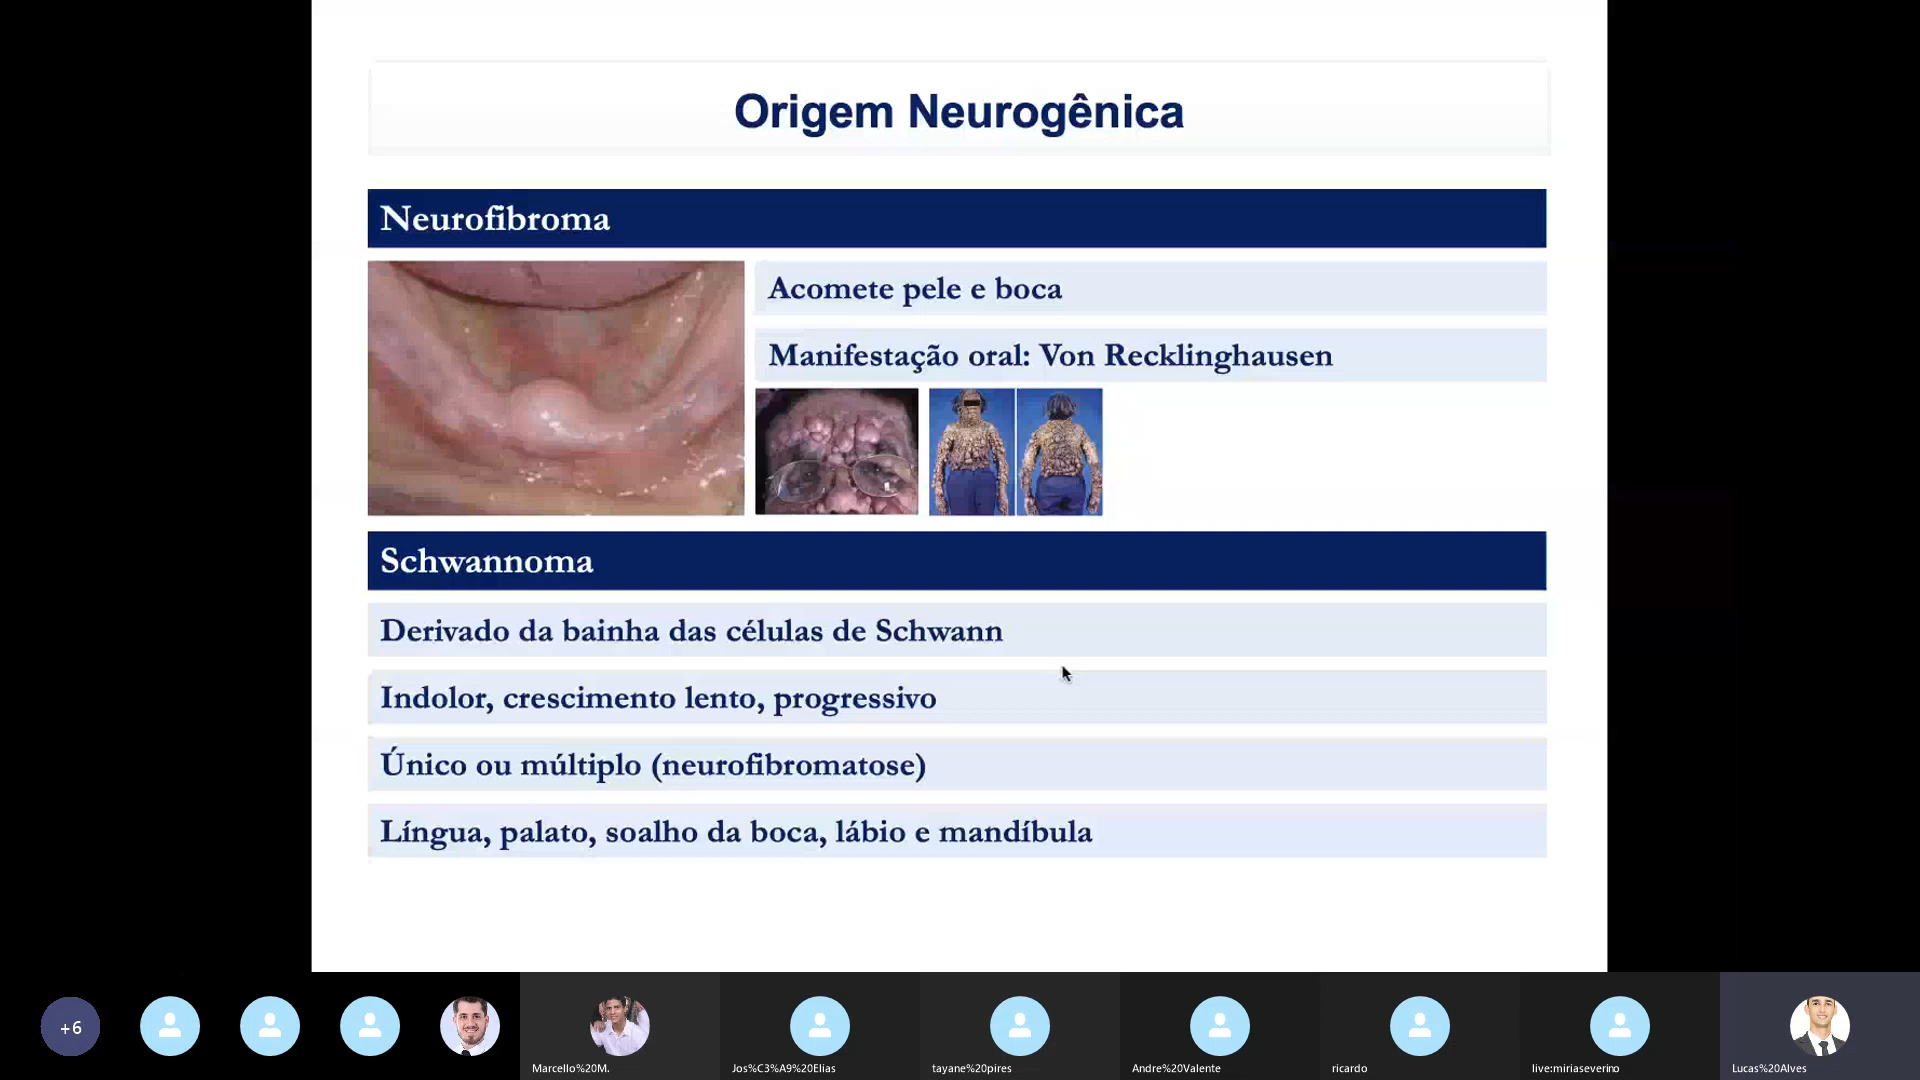 Origem Neurogênica
Neurofibroma
Acomete pele e boca
Manifestação oral: Von Recklinghausen
Schwannoma
Derivado da bainha das células de Schwann
Indolor, crescimento lento, progressivo
Único ou múltiplo (neurofibromatose)
Língua, palato, soalho da boca, lábio e mandíbula
+6
Marcello%20M.
Jos%C3%A9%20Elias
tayane%20pires
Andre%20Valente
ricardo
live:miriaseverino
Lucas%20Alves